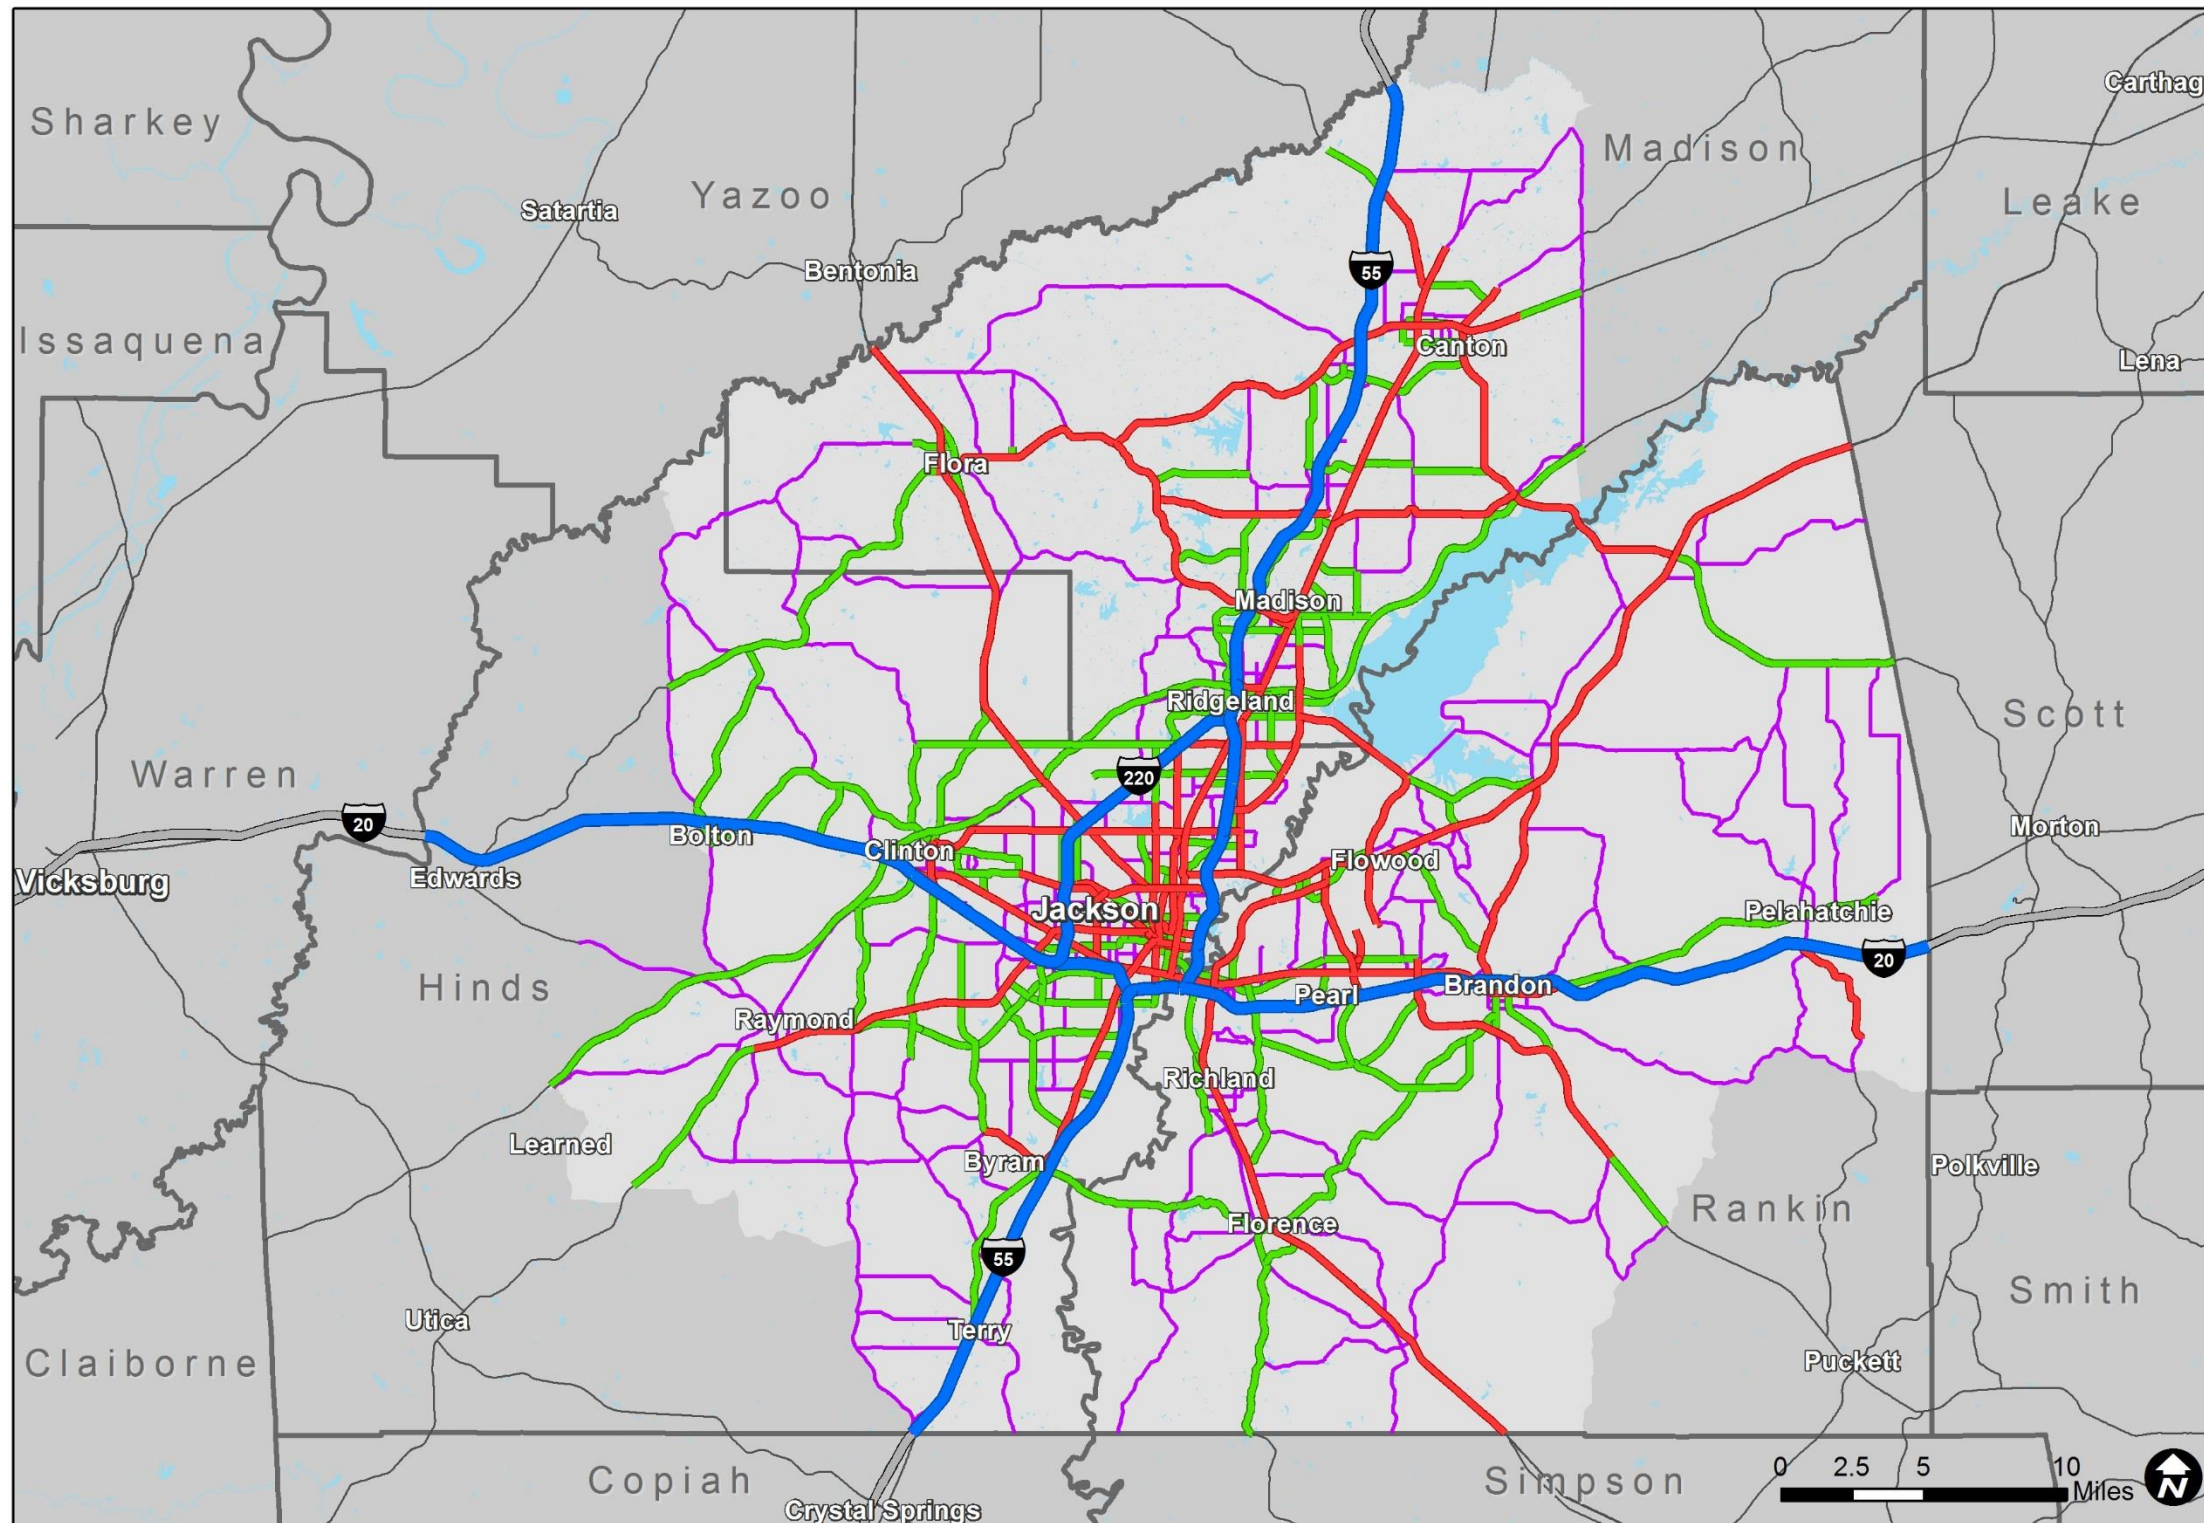 Carthag
Sharkey
Madison
Yazoo
Leake
Satartia
Bentonia
55
Issaquena
Canton
Lena
Flora
Madison
Ridgeland
Scott
Warren
220
20
Bolton
Clinton
Morton
Flowood
Edwards
Vicksburg
Jackson
Pelahatchie
20
Hinds
Pearl
Brandon
Raymond
Richland
Learned
Byram
Polkville
Rankin
Florence
55
Smith
Utica
Terry
Claiborne
Puckett
Copiah
Simpson
0 2.5 5 10
Miles
N
Crystal Springs